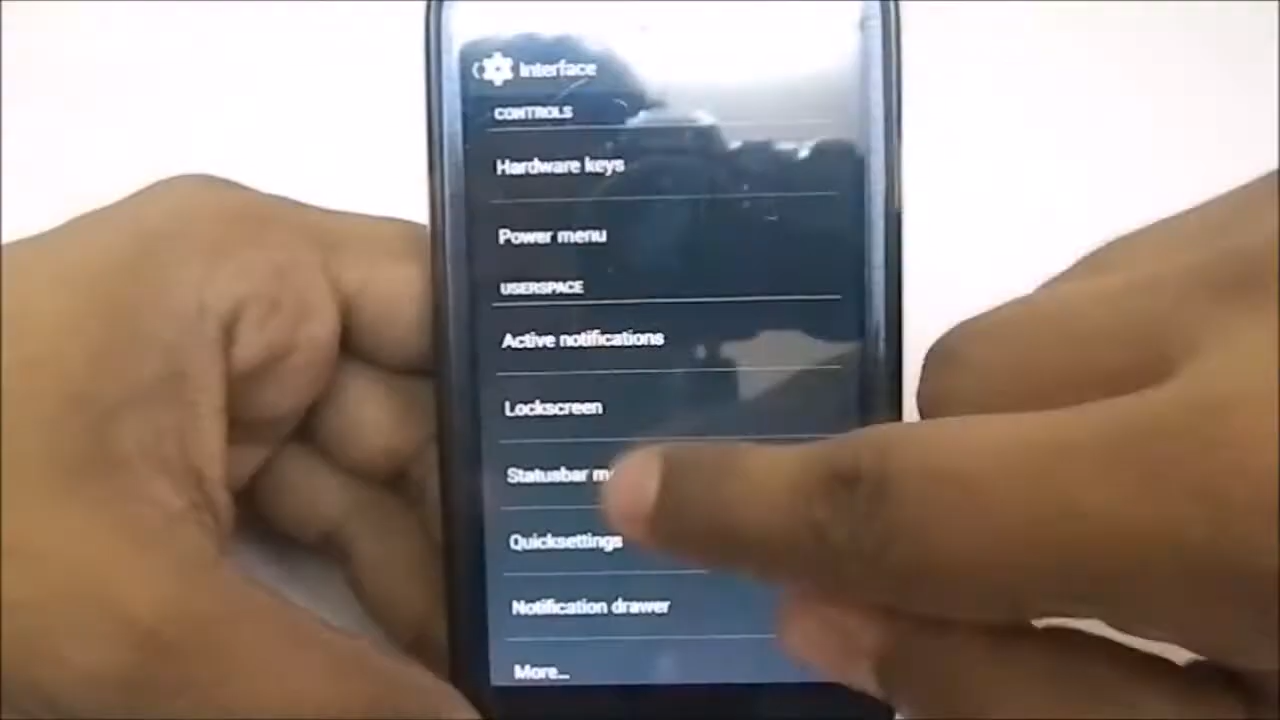 Interface
CONTROLS
Hardware keys
Power menu
USERSPACE
Active notifications
Lockscreen
Statusbar
Quicksettings
Notification drawer
More...